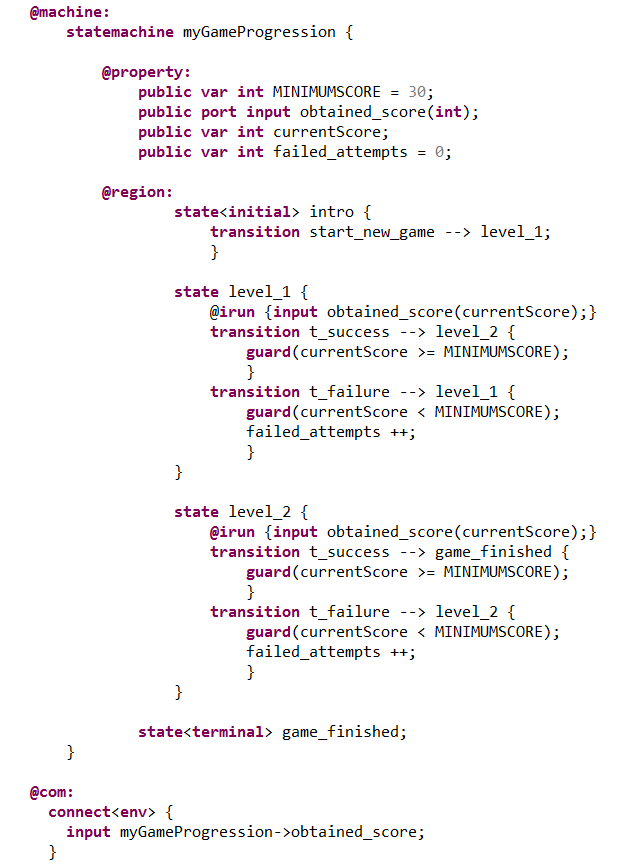 @machine:
statemachine myGameProgression {
@property:
public var int MINIMUMSCORE = 30;
public port input obtained_score(int);
public var int currentScore;
public var int failed_attempts = 0;
@region:
state<initial> intro {
transition start_new_game --> level_1;
}
state level_1 {
@irun {input obtained_score(currentScore);}
transition t_success --> level_2 {
guard(currentScore >= MINIMUMSCORE);
}
transition t_failure --> level_1 {
guard(currentScore < MINIMUMSCORE);
failed_attempts ++;
}
}
state level_2 {
@irun {input obtained_score(currentScore);}
transition t_success --> game_finished {
guard(currentScore >= MINIMUMSCORE);
}
transition t_failure --> level_2 {
guard(currentScore < MINIMUMSCORE);
failed_attempts ++;
}
}
state<terminal> game_finished;
}
@com:
connect<env> {
input myGameProgression->obtained_score;
}